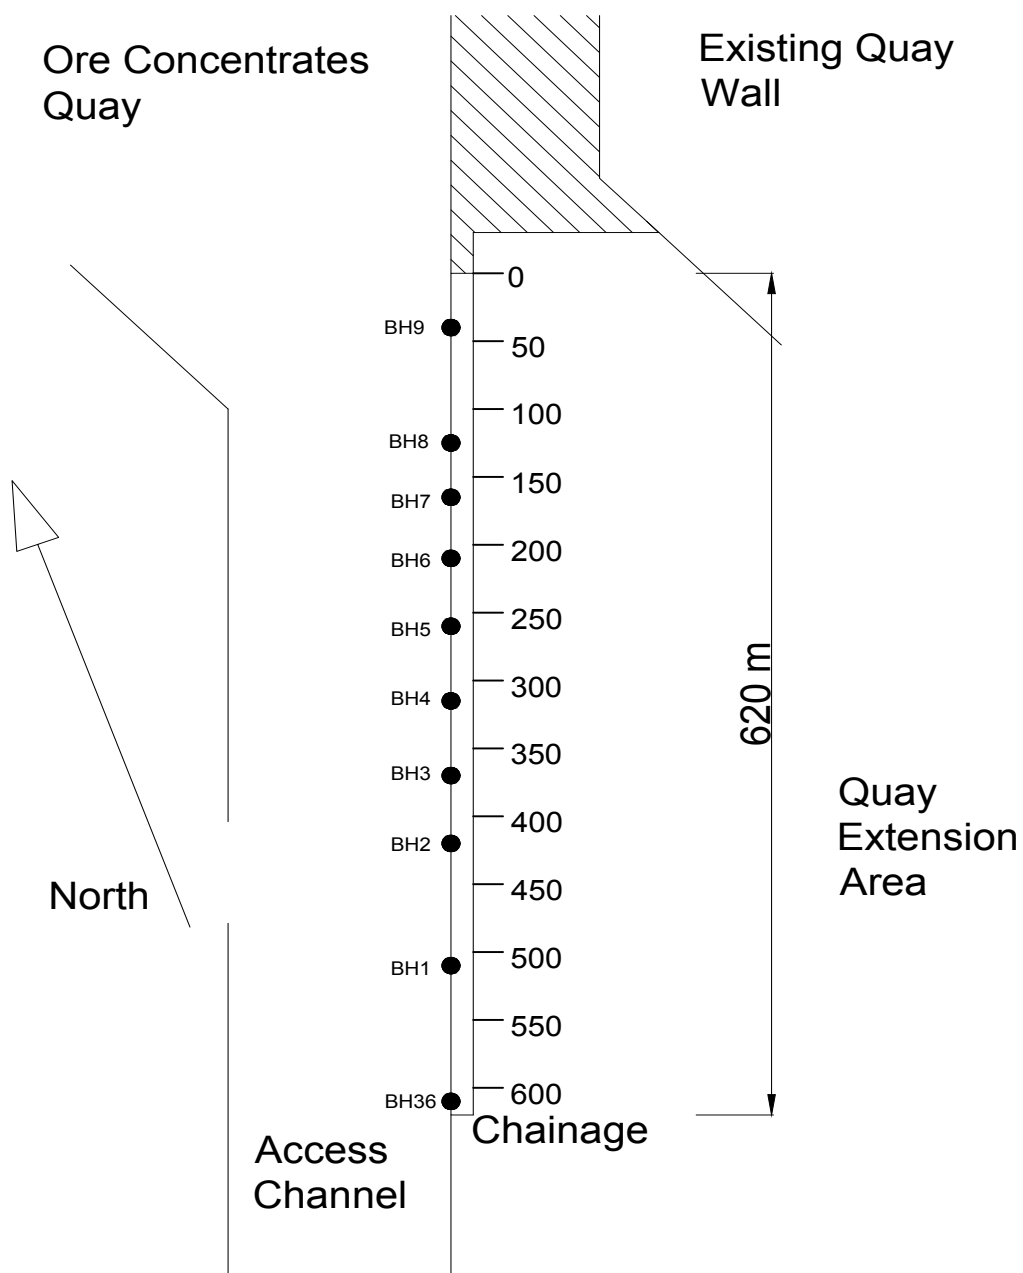 Ore Concentrates
Quay
Existing Quay
Wall
0
BH9
50
100
BH8
150
BH7
200
BH6
250
BH5
300
BH4
620 m
350
BH3
Quay
Extension
Area
400
BH2
450
North
500
BH1
550
600
BH36
Chainage
Access
Channel